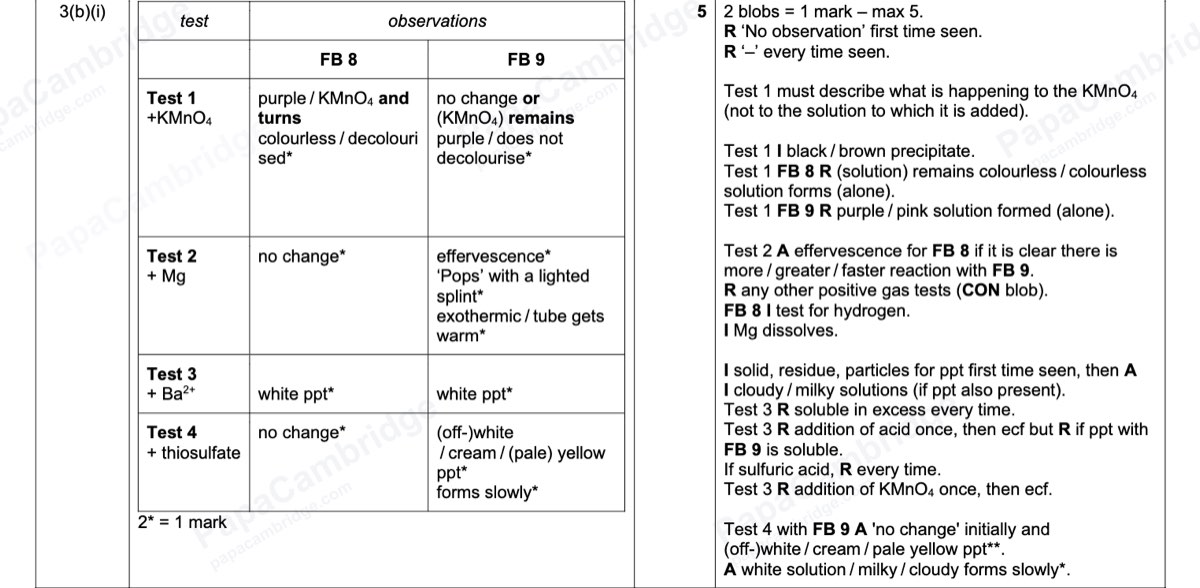 3(b)(i)
test
observations
FB 8
FB 9
Test 1
+KMnO4
purple / KMnO4 and
turns
colourless / decolouri
sed*
no change or
(KMnO4) remains
purple / does not
decolourise*
Test 2
+ Mg
no change*
effervescence*
'Pops' with a lighted
splint*
exothermic / tube gets
warm*
Test 3
+ Ba2+
white ppt*
white ppt*
Test 4
+ thiosulfate
no change*
(off-)white
/ cream / (pale) yellow
ppt*
forms slowly*
2* = 1 mark
5
2 blobs = 1 mark – max 5.
R 'No observation' first time seen.
R '–' every time seen.
Test 1 must describe what is happening to the KMnO4
(not to the solution to which it is added).
Test 1 I black / brown precipitate.
Test 1 FB 8 R (solution) remains colourless / colourless
solution forms (alone).
Test 1 FB 9 R purple / pink solution formed (alone).
Test 2 A effervescence for FB 8 if it is clear there is
more / greater / faster reaction with FB 9.
R any other positive gas tests (CON blob).
FB 8 I test for hydrogen.
I Mg dissolves.
I solid, residue, particles for ppt first time seen, then A
I cloudy / milky solutions (if ppt also present).
Test 3 R soluble in excess every time.
Test 3 R addition of acid once, then ecf but R if ppt with
FB 9 is soluble.
If sulfuric acid, R every time.
Test 3 R addition of KMnO4 once, then ecf.
Test 4 with FB 9 A 'no change' initially and
(off-)white / cream / pale yellow ppt**.
A white solution / milky / cloudy forms slowly*.
PapaCambridge
papacambridge.com